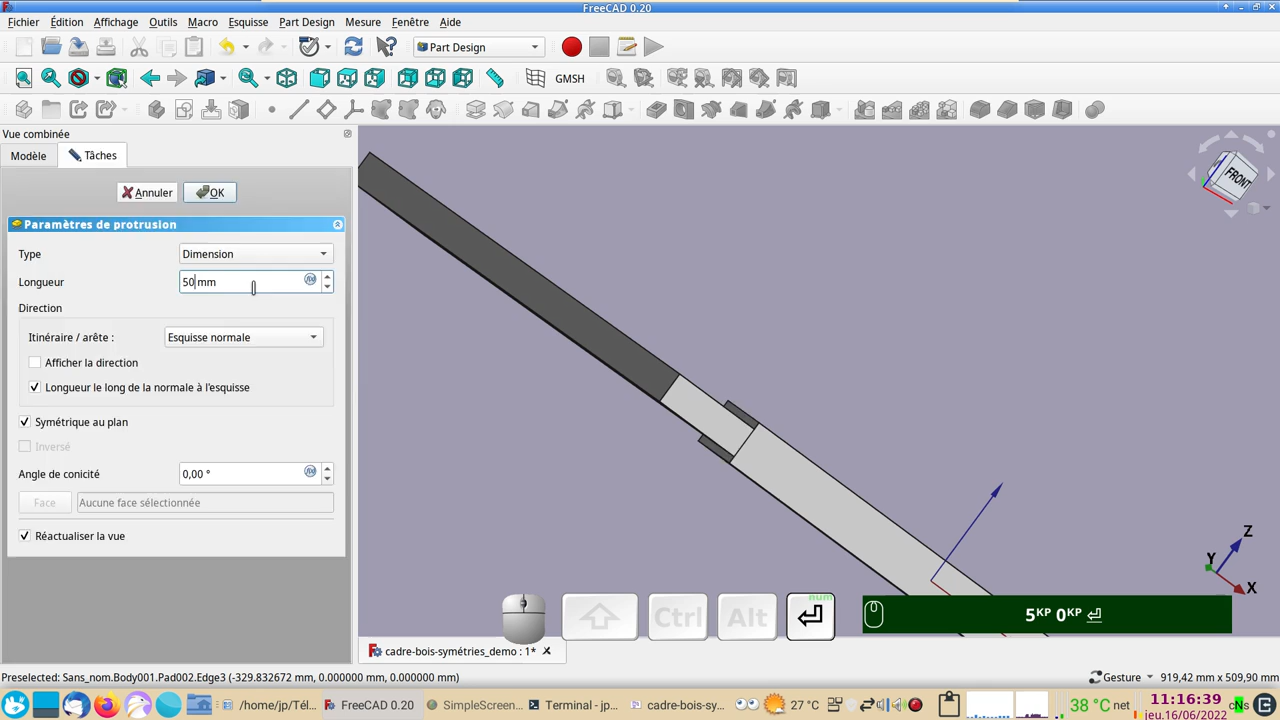 FreeCAD 0.20
Fichier Édition Affichage Outils Macro Esquisse Part Design Mesure Fenêtre Aide
Part Design
GMSH
Vue combinée
Modèle Tâches
Annuler OK
Paramètres de protrusion
Type Dimension
Longueur 50 mm
Direction
Itinéraire / arête : Esquisse normale
Afficher la direction
Longueur le long de la normale à l'esquisse
Symétrique au plan
Inversé
Angle de conicité 0,00 °
Face Aucune face sélectionnée
Réactualiser la vue
FRONT
Z
Y
X
num
Ctrl Alt
5KP 0KP ⏎
cadre-bois-symétries_demo : 1*
Preselected: Sans_nom.Body001.Pad002.Edge3 (-329.832672 mm, 0.000000 mm, 0.000000 mm)
Gesture 919,42 mm x 509,90 mm
/home/jp/Tél... FreeCAD 0.20 SimpleScreen... Terminal - jp... cadre-bois-sy... 27 °C 38 °C net 11:16:39
jeu.16/06/2022